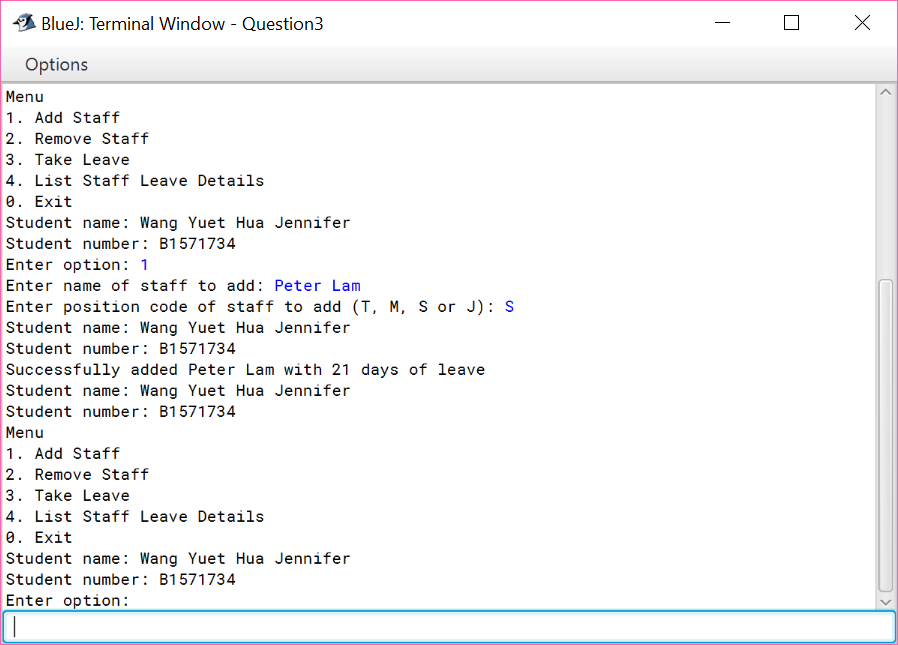 BlueJ: Terminal Window - Question3
Options
Menu
1. Add Staff
2. Remove Staff
3. Take Leave
4. List Staff Leave Details
0. Exit
Student name: Wang Yuet Hua Jennifer
Student number: B1571734
Enter option: 1
Enter name of staff to add: Peter Lam
Enter position code of staff to add (T, M, S or J): S
Student name: Wang Yuet Hua Jennifer
Student number: B1571734
Successfully added Peter Lam with 21 days of leave
Student name: Wang Yuet Hua Jennifer
Student number: B1571734
Menu
1. Add Staff
2. Remove Staff
3. Take Leave
4. List Staff Leave Details
0. Exit
Student name: Wang Yuet Hua Jennifer
Student number: B1571734
Enter option: